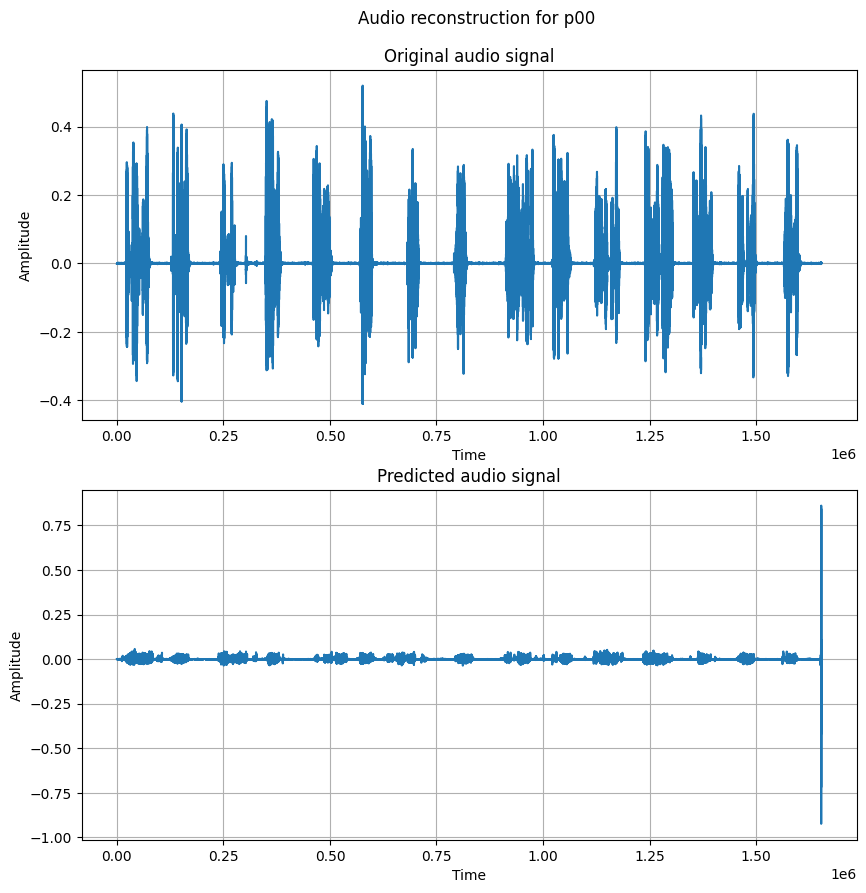 Audio reconstruction for p00
Original audio signal
Amplitude
0.4
0.2
0.0
−0.2
−0.4
0.00 0.25 0.50 0.75 1.00 1.25 1.50
Time
1e6
Predicted audio signal
Amplitude
0.75
0.50
0.25
0.00
−0.25
−0.50
−0.75
−1.00
0.00 0.25 0.50 0.75 1.00 1.25 1.50
Time
1e6